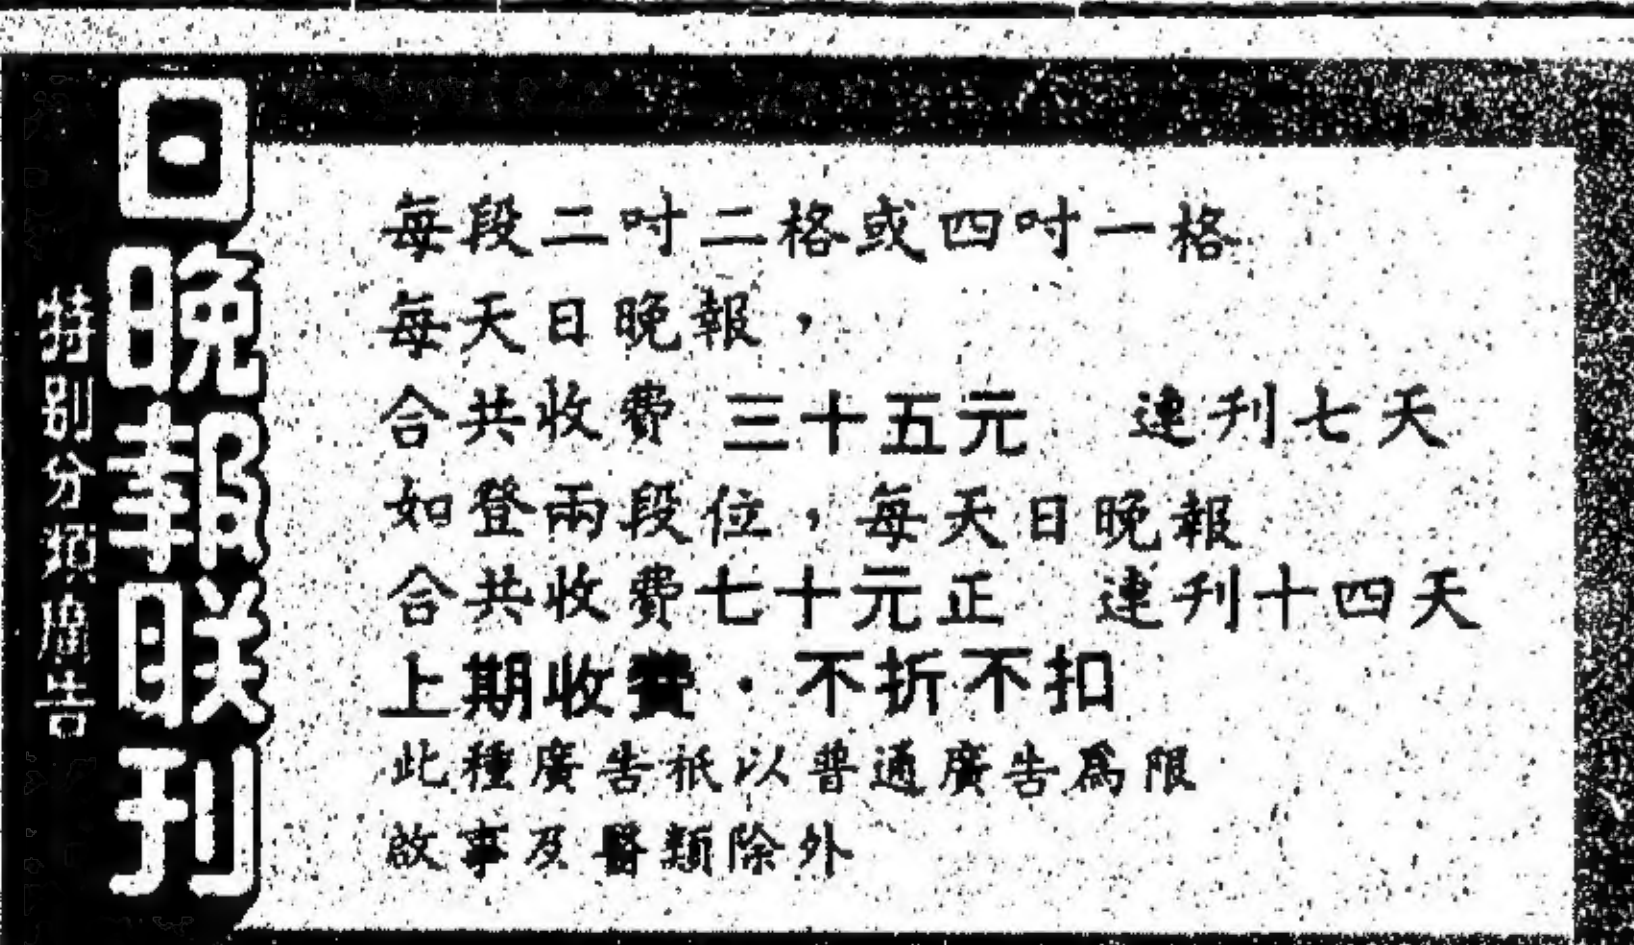 日晚報联刊
特别分類廣告
每段二吋二格或四吋一格
每天日晚報，
合共收費三十五元 連刋七天
如登兩段位，每天日晚報
合共收費七十元正 連刋十四天
上期收費·不折不扣
此種廣告祇以普通廣告爲限
啟事及醫類除外